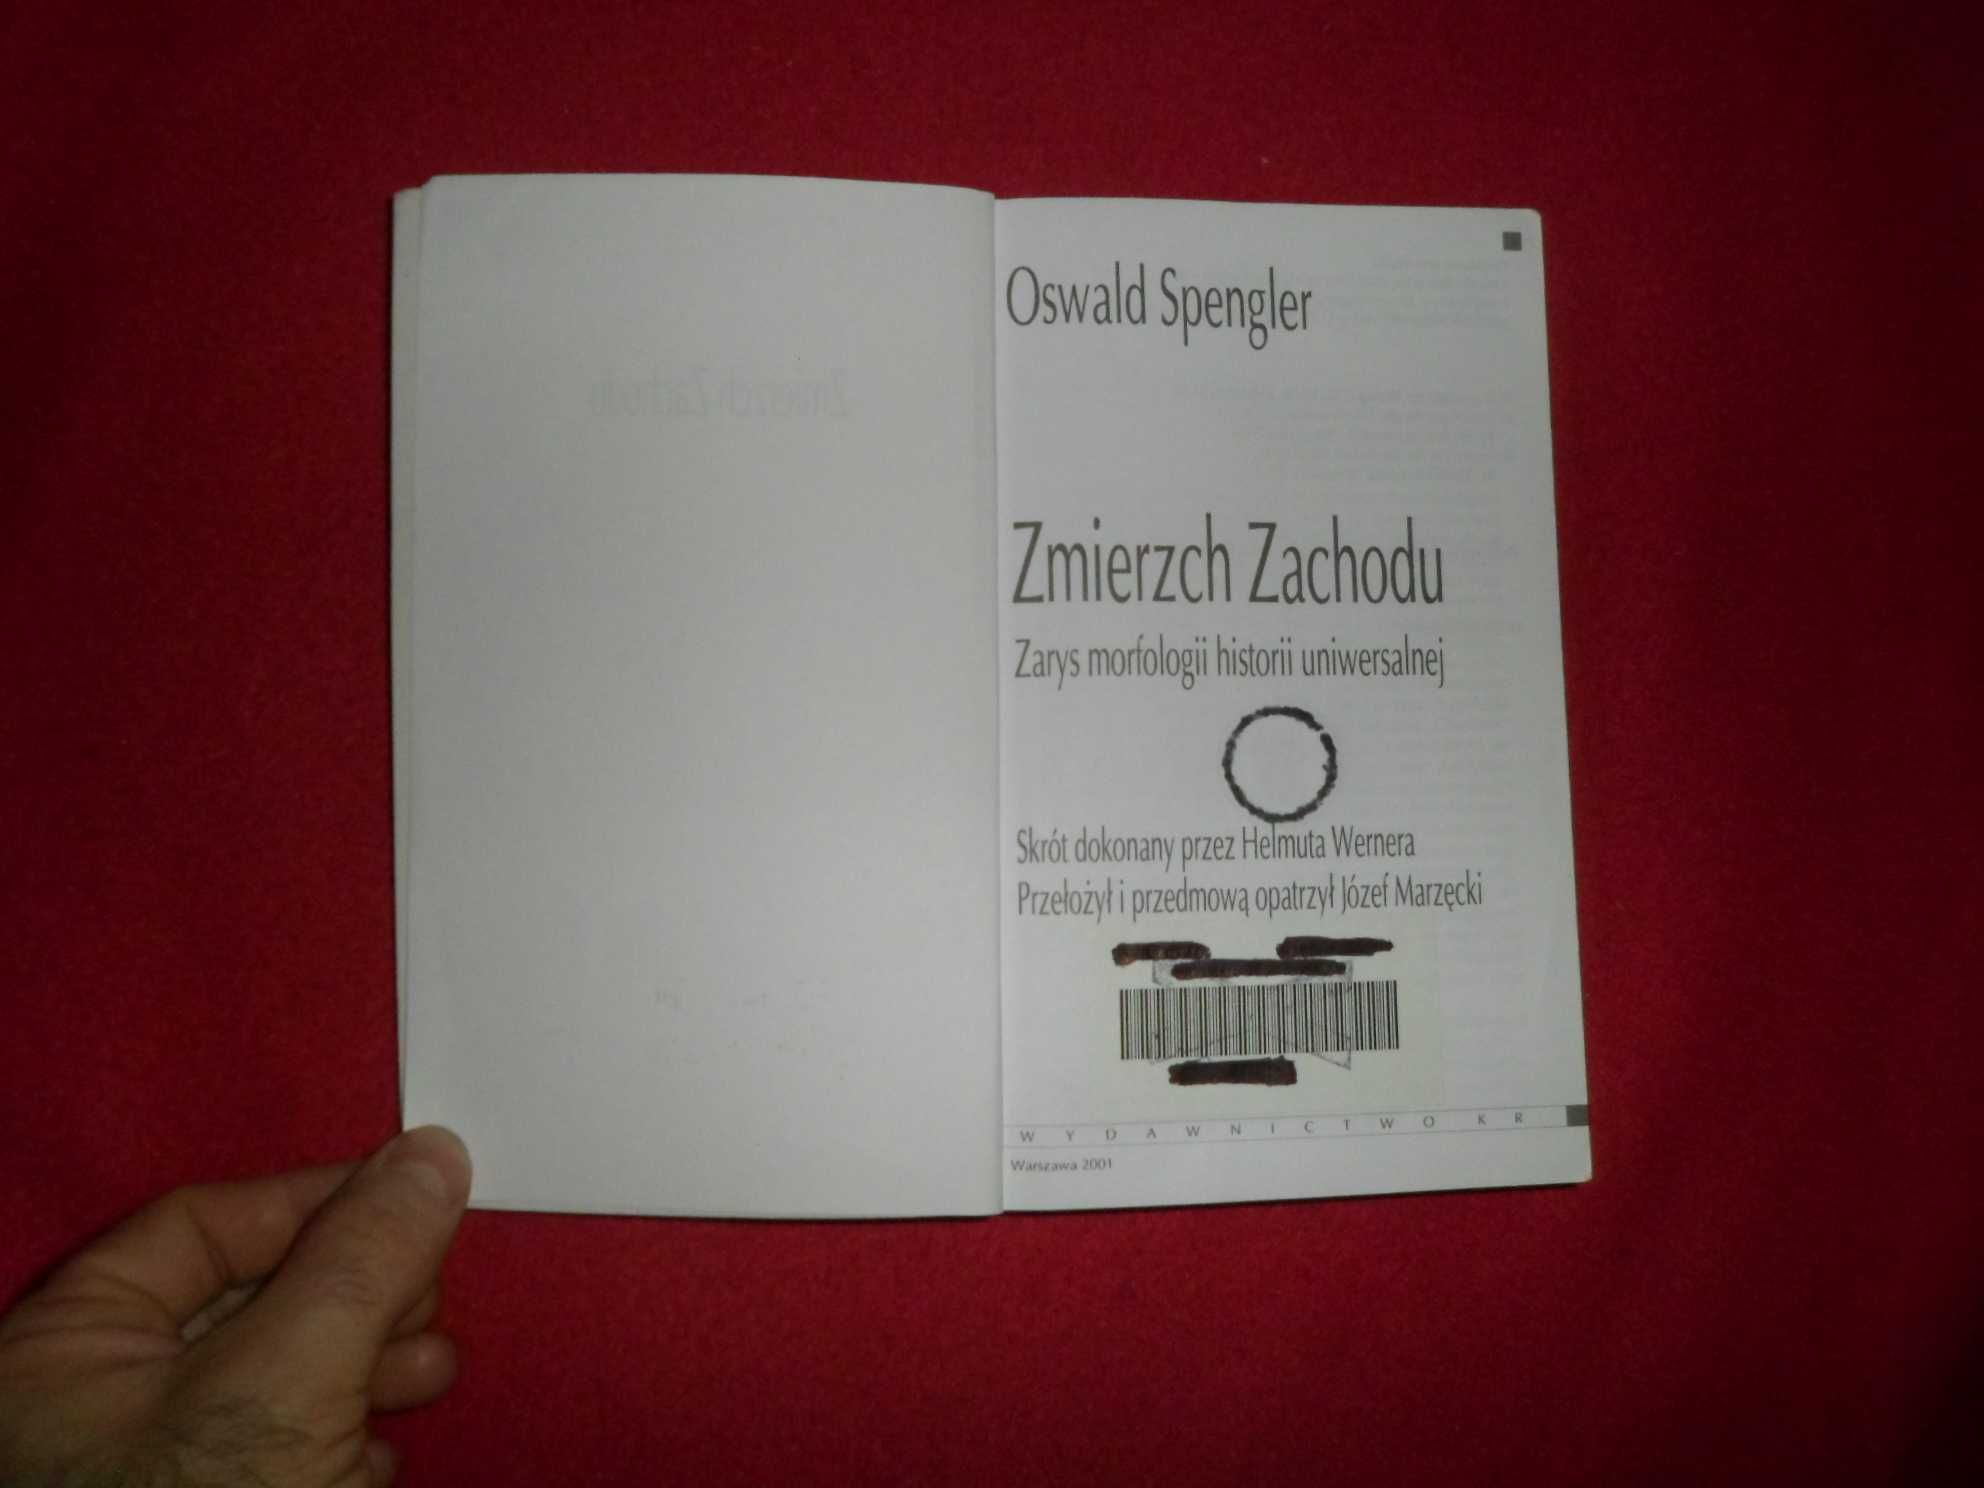 Oswald Spengler
Zmierzch Zachodu
Zarys morfologii historii uniwersalnej
Skrót dokonany przez Helmuta Wernera
Przełożył i przedmową opatrzył Józef Marzęcki
WYDAWNICTWO KR
Warszawa 2001